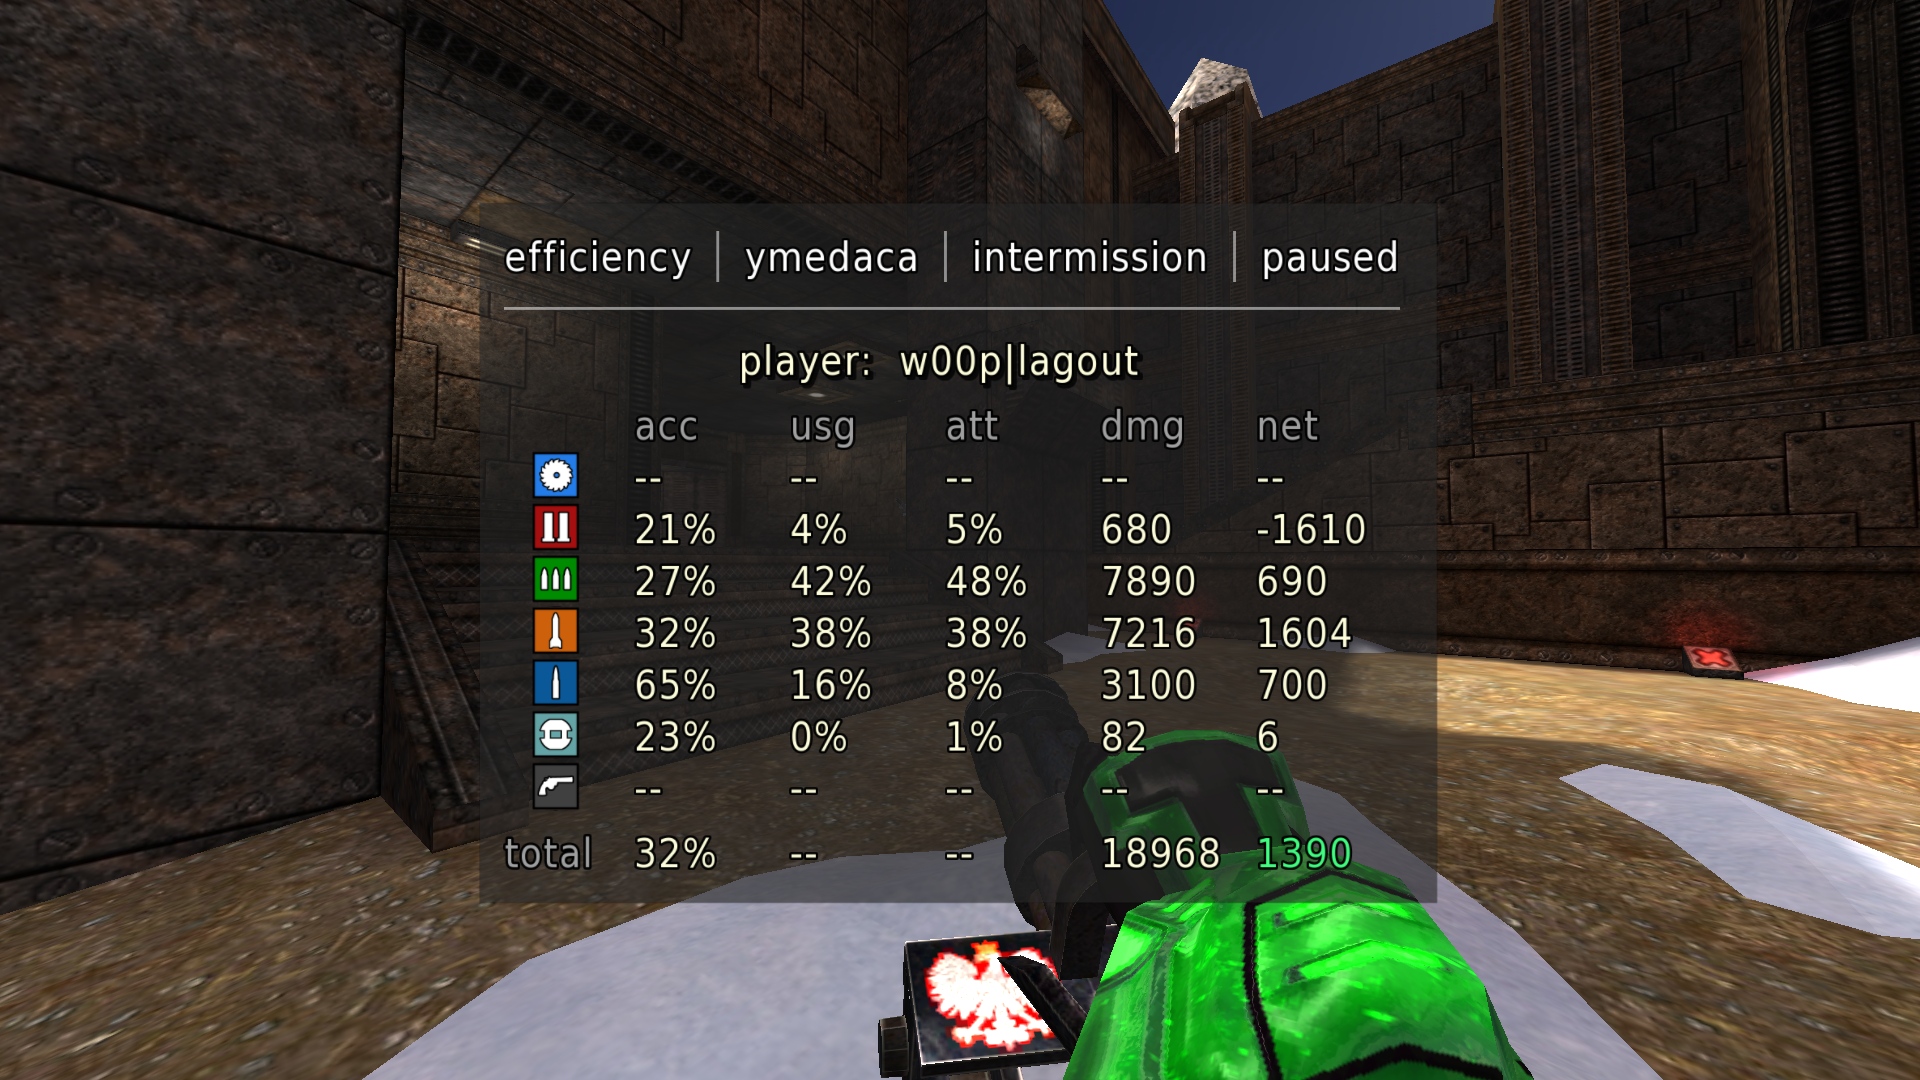 efficiency | ymedaca | intermission | paused
player: w00p|lagout
acc usg att dmg net
-- -- -- -- --
21% 4% 5% 680 -1610
27% 42% 48% 7890 690
32% 38% 38% 7216 1604
65% 16% 8% 3100 700
23% 0% 1% 82 6
-- -- -- -- --
total 32% -- -- 18968 1390